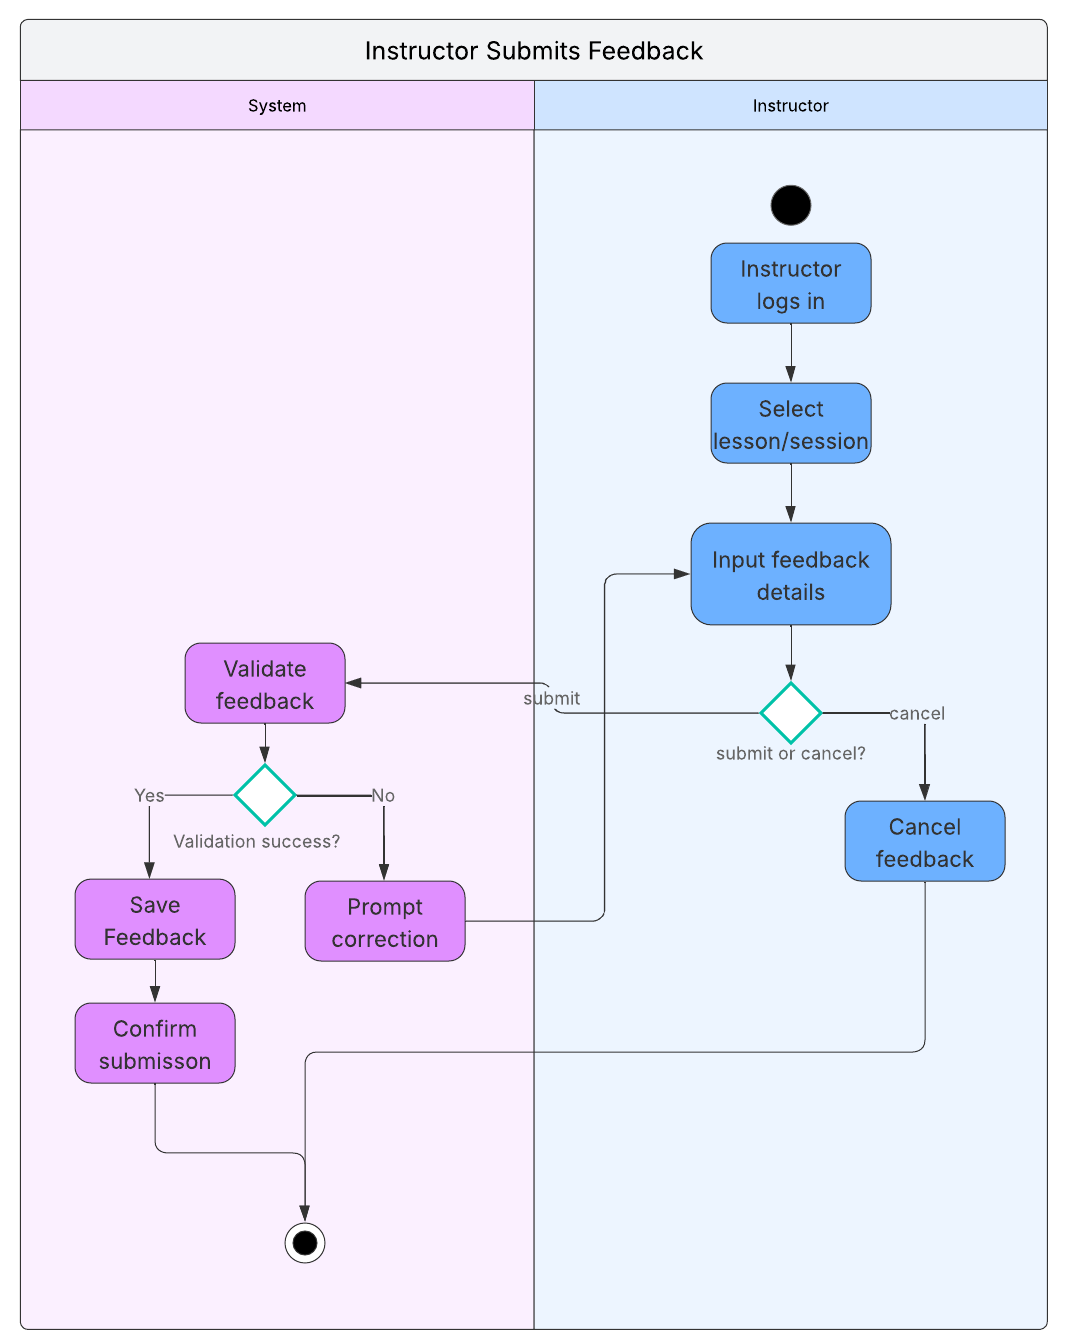 Instructor Submits Feedback
System
Instructor
Instructor
logs in
Select
lesson/session
Input feedback
details
Validate
feedback
submit
cancel
submit or cancel?
Yes
No
Validation success?
Cancel
feedback
Save
Feedback
Prompt
correction
Confirm
submisson